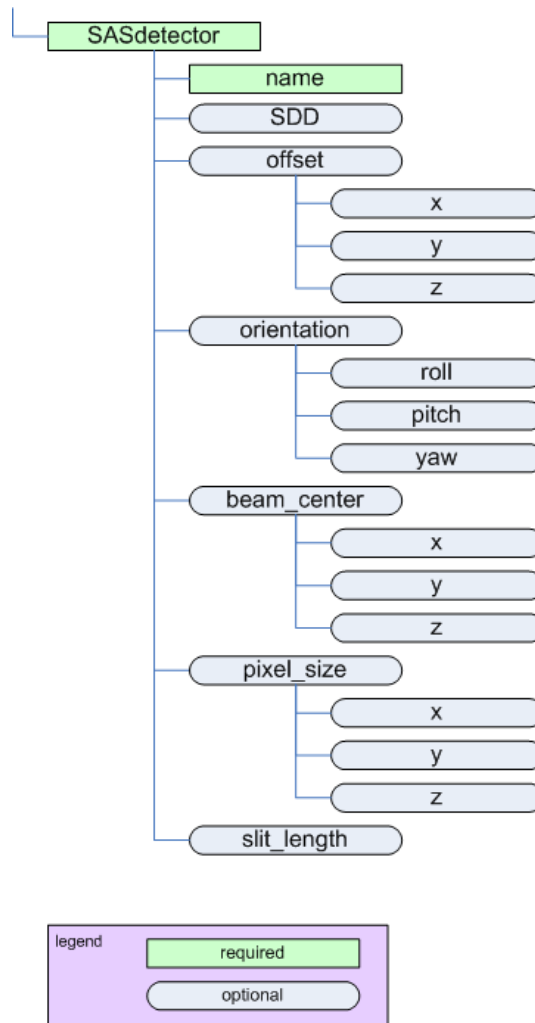 SASdetector
name
SDD
offset
x
y
z
orientation
roll
pitch
yaw
beam_center
x
y
z
pixel_size
x
y
z
slit_length
legend
required
optional